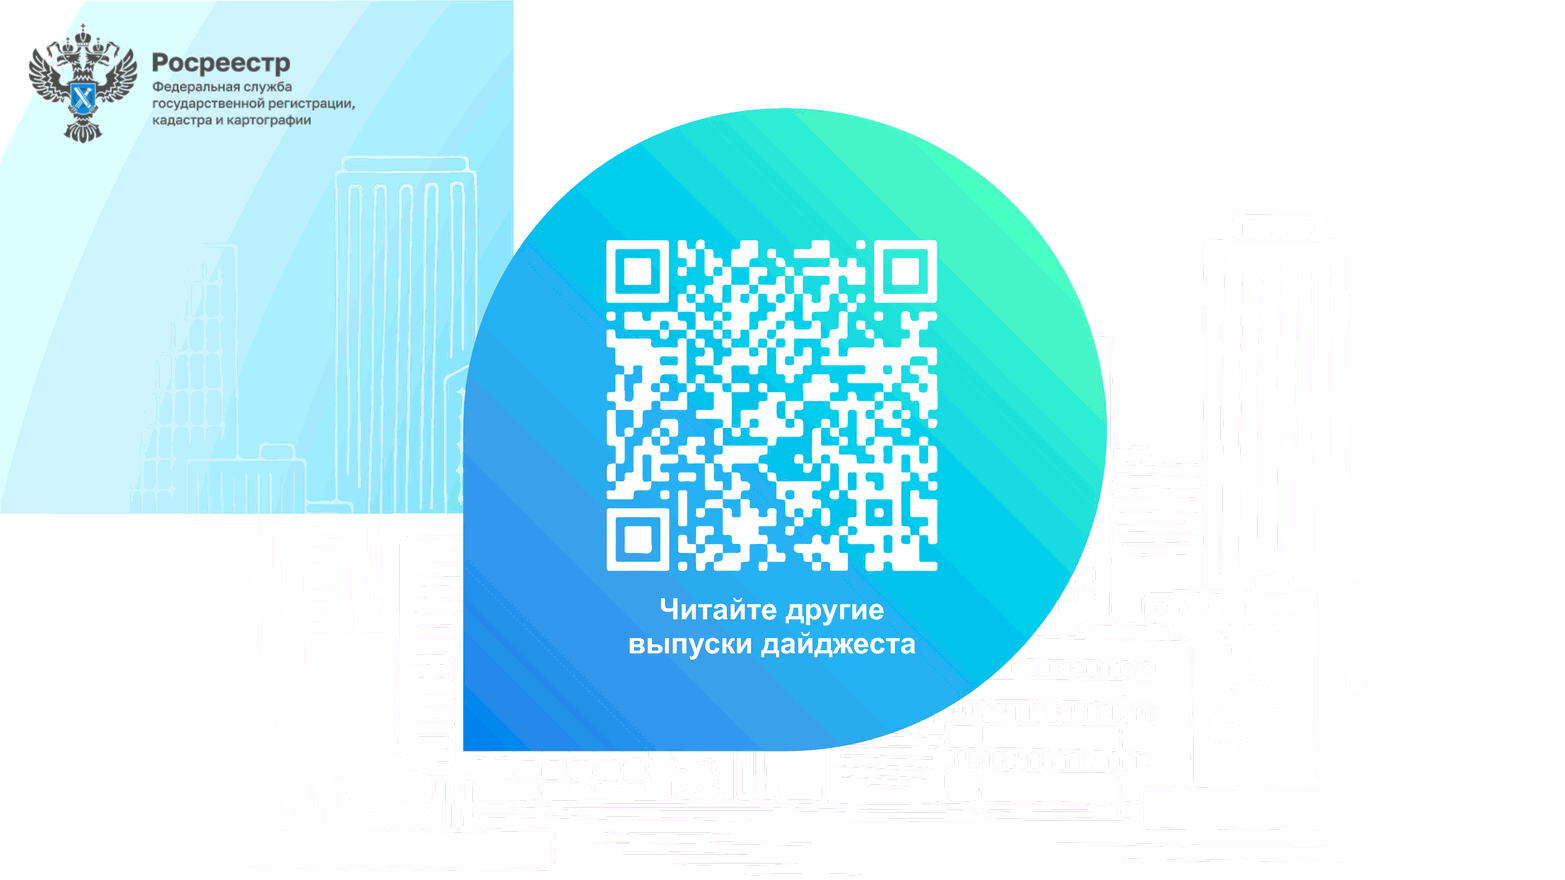 Росреестр
Федеральная служба
государственной регистрации,
кадастра и картографии
Читайте другие
выпуски дайджеста